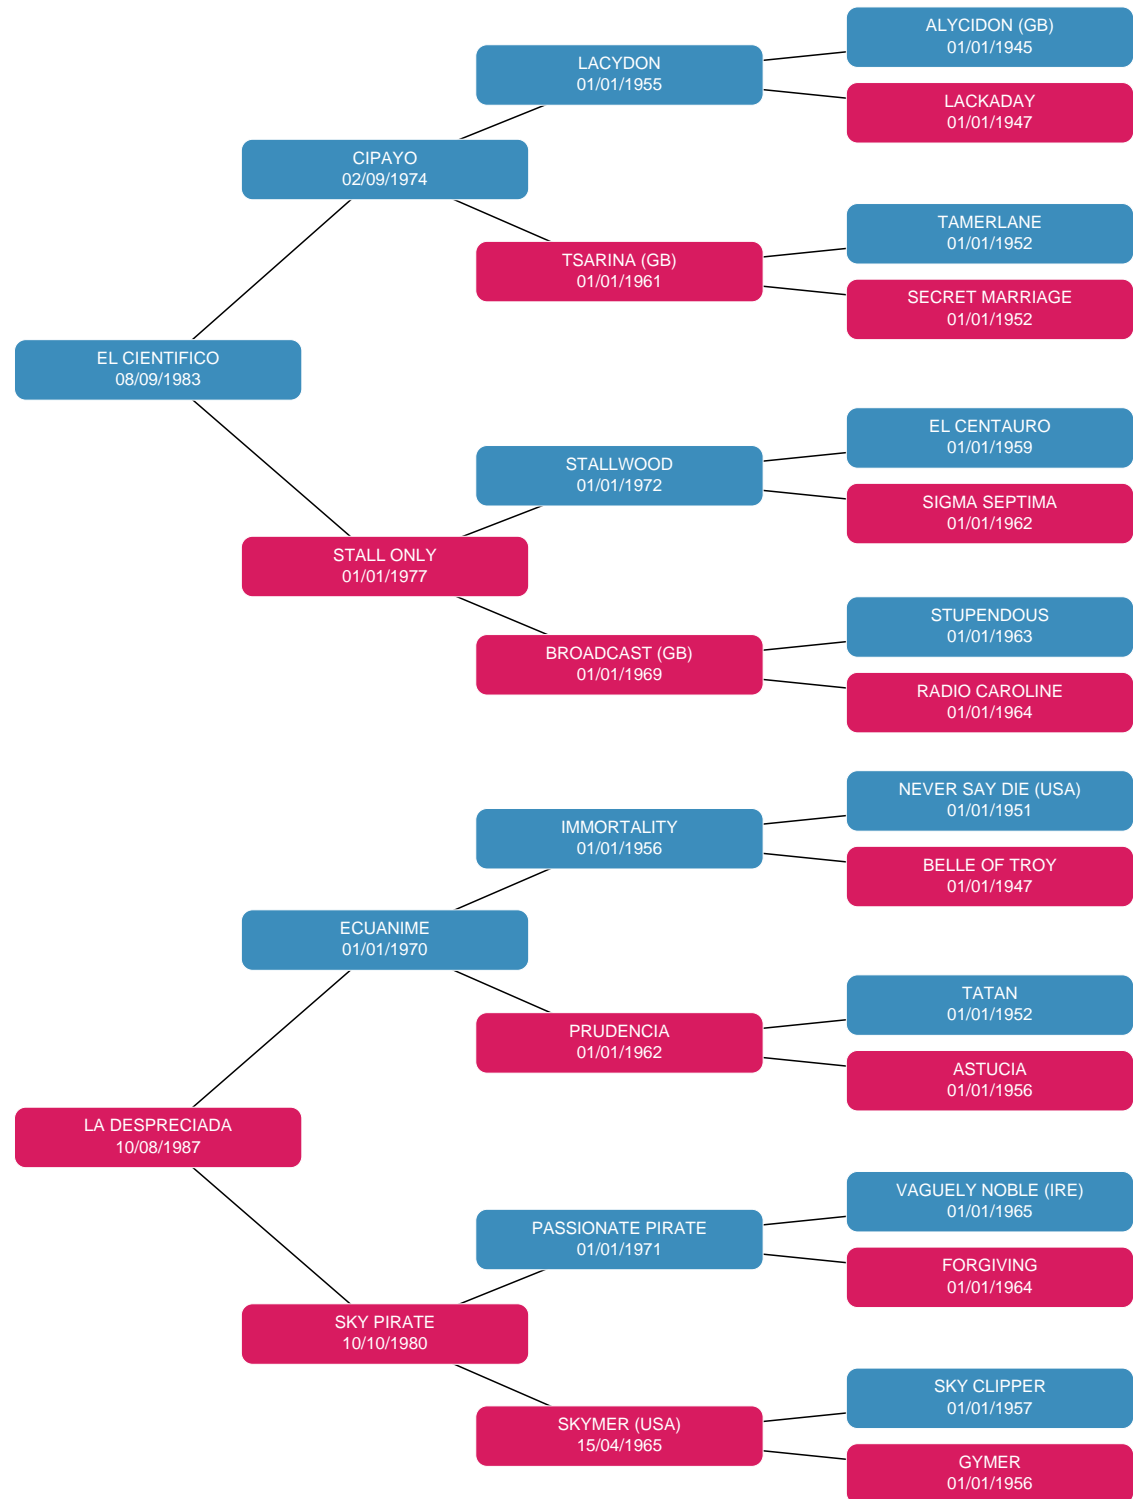 ALYCIDON (GB)
01/01/1945
LACYDON
01/01/1955
LACKADAY
01/01/1947
CIPAYO
02/09/1974
TAMERLANE
01/01/1952
TSARINA (GB)
01/01/1961
SECRET MARRIAGE
01/01/1952
EL CIENTIFICO
08/09/1983
EL CENTAURO
01/01/1959
STALLWOOD
01/01/1972
SIGMA SEPTIMA
01/01/1962
STALL ONLY
01/01/1977
STUPENDOUS
01/01/1963
BROADCAST (GB)
01/01/1969
RADIO CAROLINE
01/01/1964
NEVER SAY DIE (USA)
01/01/1951
IMMORTALITY
01/01/1956
BELLE OF TROY
01/01/1947
ECUANIME
01/01/1970
TATAN
01/01/1952
PRUDENCIA
01/01/1962
ASTUCIA
01/01/1956
LA DESPRECIADA
10/08/1987
VAGUELY NOBLE (IRE)
01/01/1965
PASSIONATE PIRATE
01/01/1971
FORGIVING
01/01/1964
SKY PIRATE
10/10/1980
SKY CLIPPER
01/01/1957
SKYMER (USA)
15/04/1965
GYMER
01/01/1956